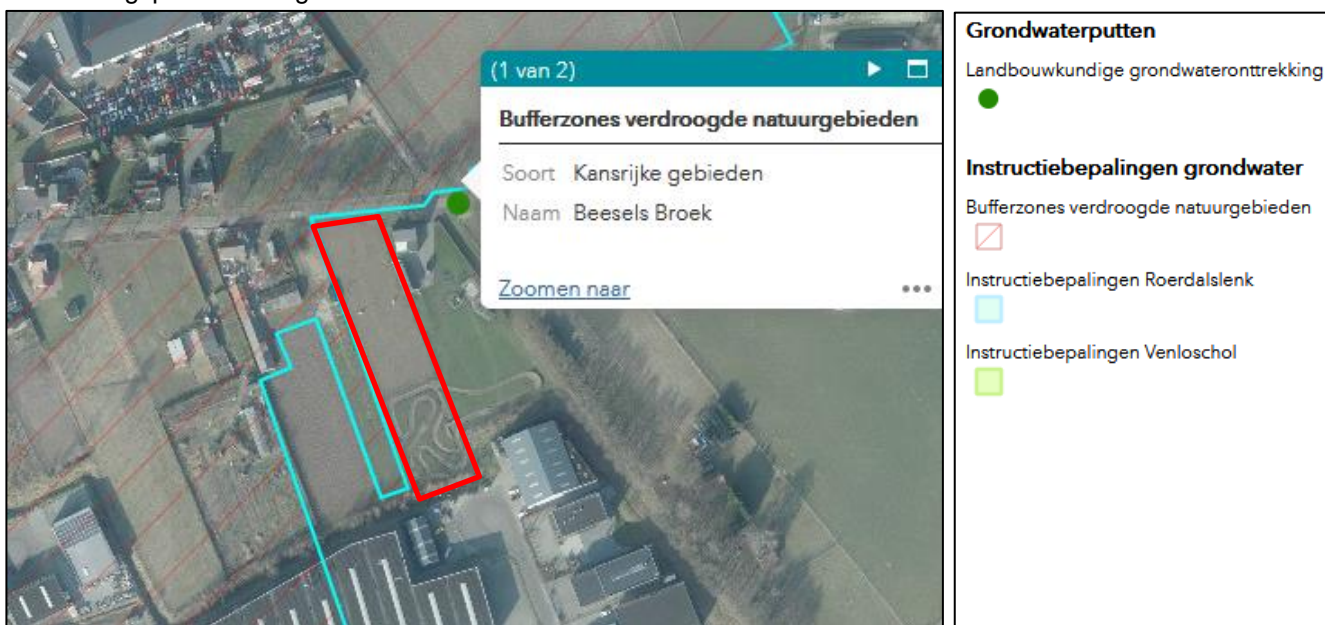 (1 van 2)
Bufferzones verdroogde natuurgebieden
Soort Kansrijke gebieden
Naam Beesels Broek
Zoomen naar
Grondwaterputten
Landbouwkundige grondwateronttrekking
Instructiebepalingen grondwater
Bufferzones verdroogde natuurgebieden
Instructiebepalingen Roerdalslenk
Instructiebepalingen Venloschol